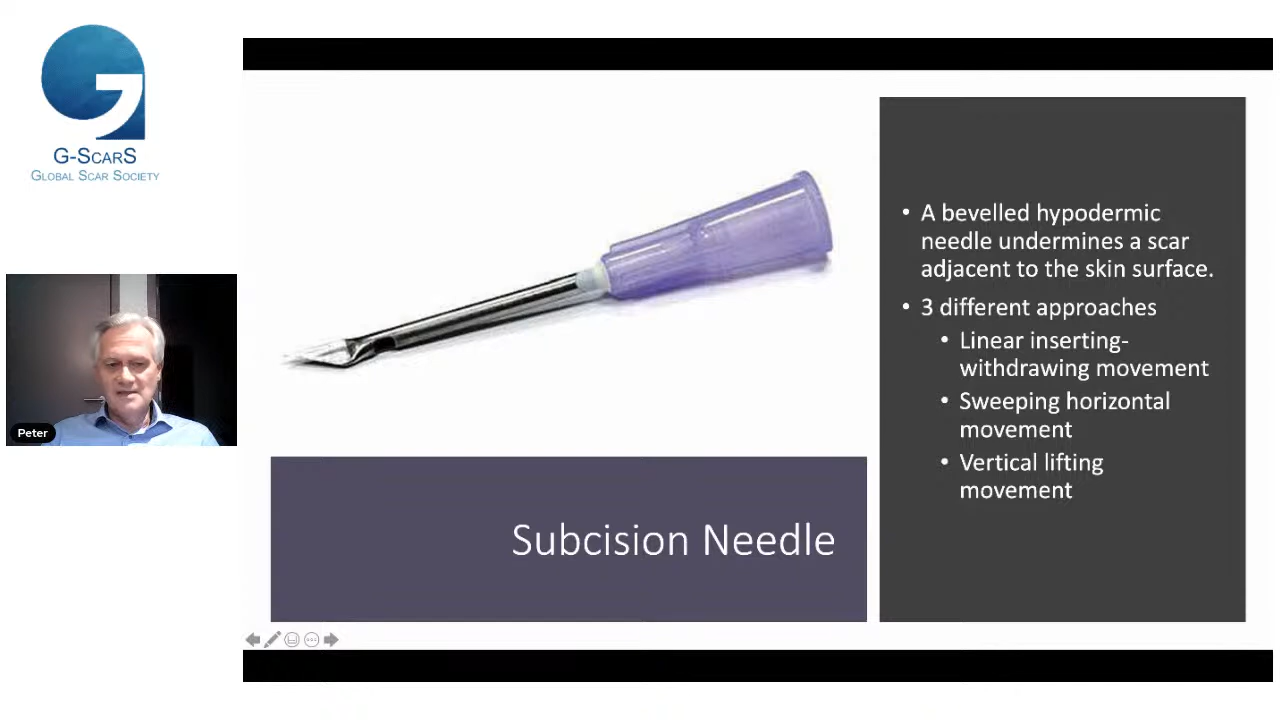 G-ScarS
Global Scar Society
Peter
A bevelled hypodermic
needle undermines a scar
adjacent to the skin surface.
3 different approaches
Linear inserting-
withdrawing movement
Sweeping horizontal
movement
Vertical lifting
movement
Subcision Needle